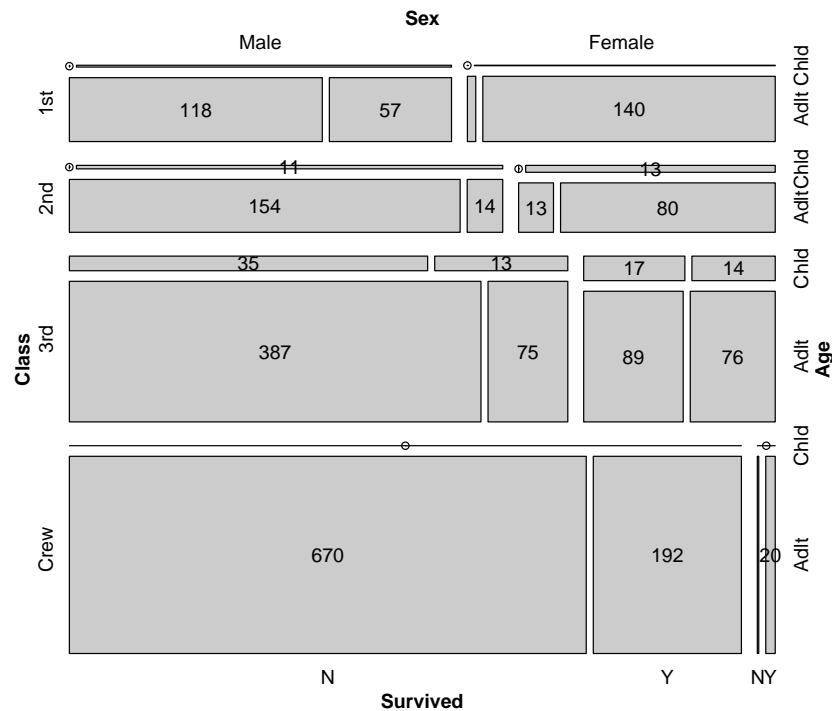 Sex
Male Female
1st Chld
118 57 140 Adlt
11 13 Chld
2nd 154 14 13 80 Adlt
35 13 17 14 Chld
Class 3rd 387 75 89 76 Adlt Age
Chld
Crew 670 192 20 Adlt
N Y N Y
Survived